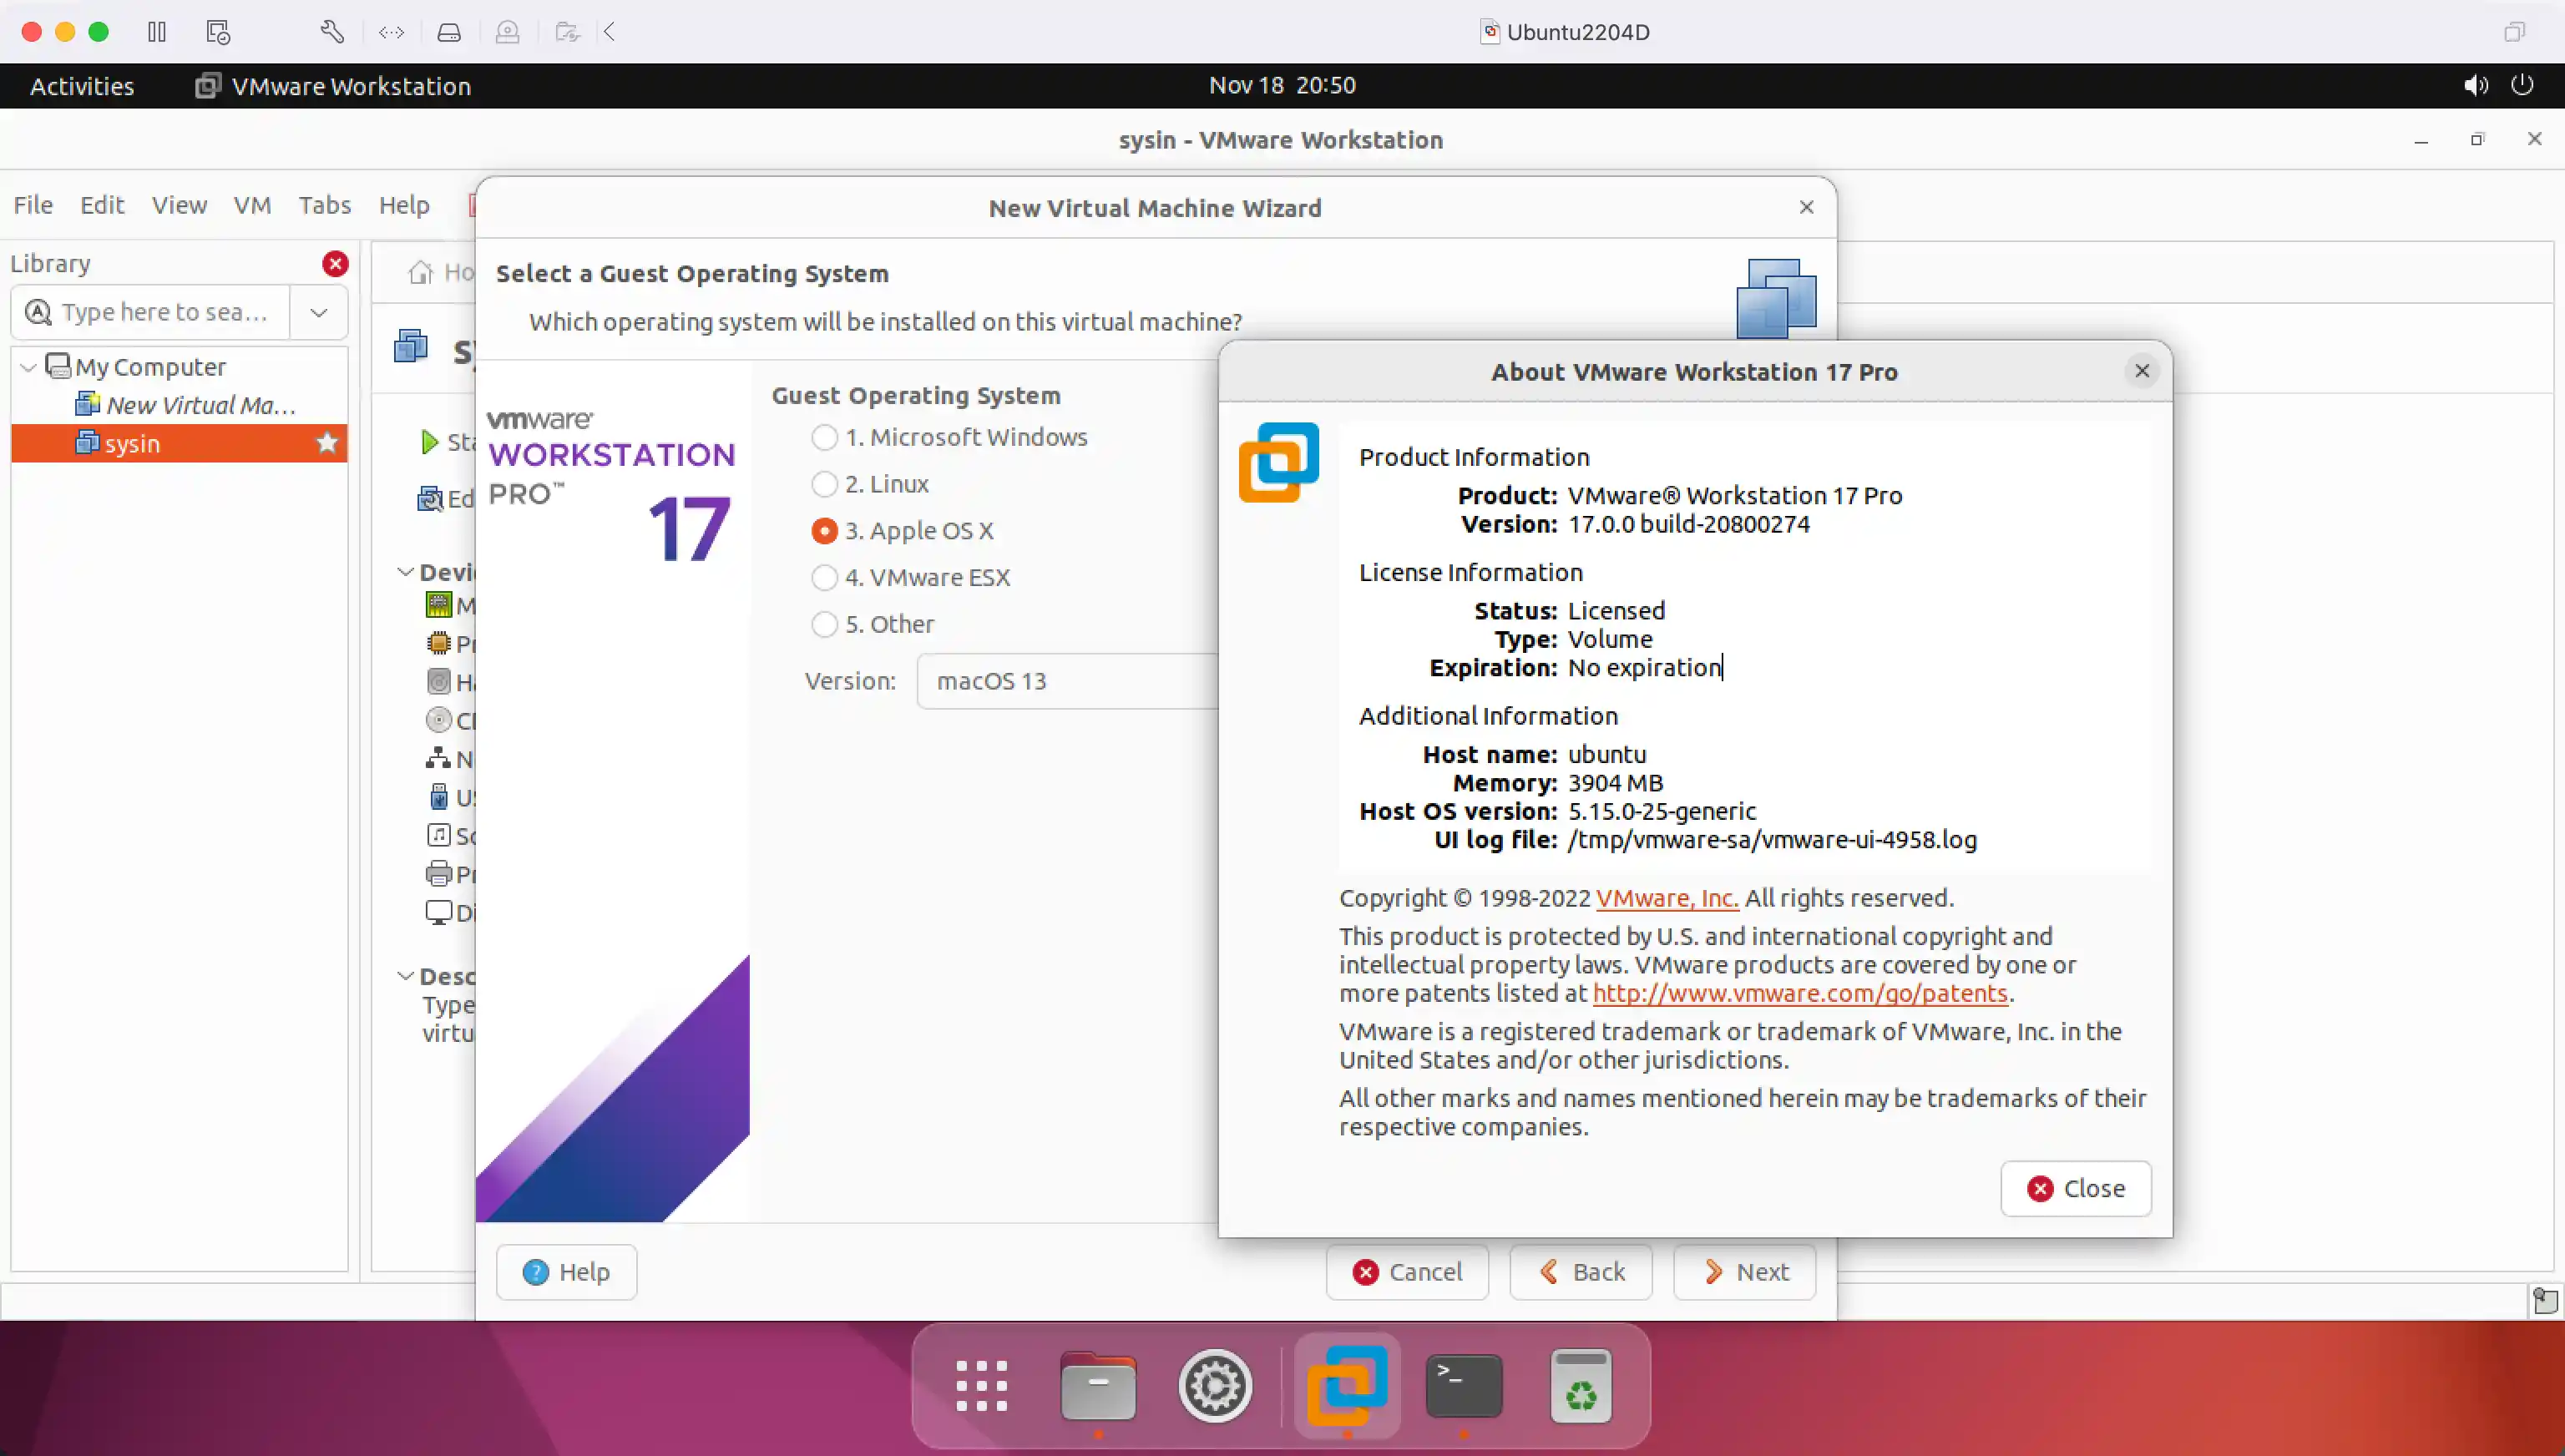 Ubuntu2204D
Activities VMware Workstation Nov 18 20:50
sysin - VMware Workstation
File Edit View VM Tabs Help
Library
Type here to sea...
My Computer
New Virtual Ma...
sysin
New Virtual Machine Wizard
Select a Guest Operating System
Which operating system will be installed on this virtual machine?
vmware
WORKSTATION
PRO™
17
Guest Operating System
1. Microsoft Windows
2. Linux
3. Apple OS X
4. VMware ESX
5. Other
Version: macOS 13
Help
Cancel
Back
Next
About VMware Workstation 17 Pro
Product Information
Product: VMware® Workstation 17 Pro
Version: 17.0.0 build-20800274
License Information
Status: Licensed
Type: Volume
Expiration: No expiration
Additional Information
Host name: ubuntu
Memory: 3904 MB
Host OS version: 5.15.0-25-generic
UI log file: /tmp/vmware-sa/vmware-ui-4958.log
Copyright © 1998-2022 VMware, Inc. All rights reserved.
This product is protected by U.S. and international copyright and
intellectual property laws. VMware products are covered by one or
more patents listed at http://www.vmware.com/go/patents.
VMware is a registered trademark or trademark of VMware, Inc. in the
United States and/or other jurisdictions.
All other marks and names mentioned herein may be trademarks of their
respective companies.
Close
Type